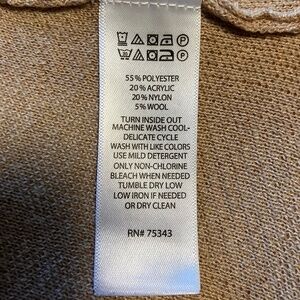 55% POLYESTER
20% ACRYLIC
20% NYLON
5% WOOL
TURN INSIDE OUT
MACHINE WASH COOL-
DELICATE CYCLE
WASH WITH LIKE COLORS
USE MILD DETERGENT
ONLY NON-CHLORINE
BLEACH WHEN NEEDED
TUMBLE DRY LOW
LOW IRON IF NEEDED
OR DRY CLEAN
RN# 75343